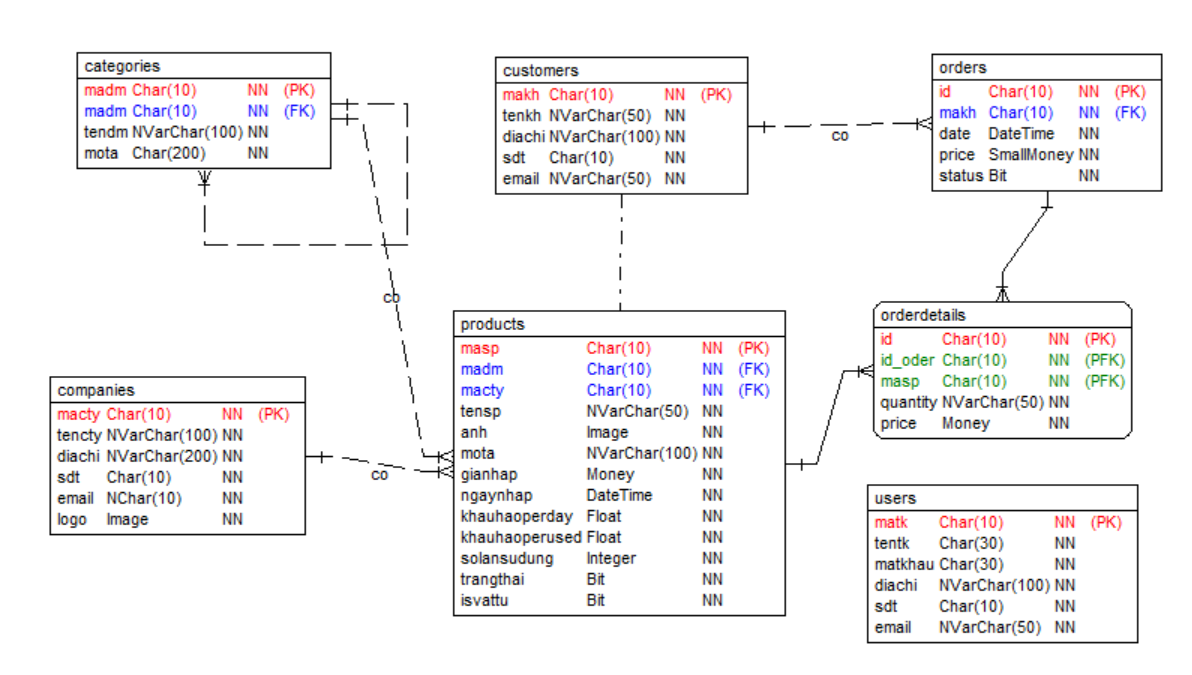 categories
madm Char(10) NN (PK)
madm Char(10) NN (FK)
tendm NVarChar(100) NN
mota Char(200) NN
customers
makh Char(10) NN (PK)
tenkh NVarChar(50) NN
diachi NVarChar(100) NN
sdt Char(10) NN
email NVarChar(50) NN
orders
id Char(10) NN (PK)
makh Char(10) NN (FK)
date DateTime NN
price SmallMoney NN
status Bit NN
co
co
co
companies
macty Char(10) NN (PK)
tencty NVarChar(100) NN
diachi NVarChar(200) NN
sdt Char(10) NN
email NChar(10) NN
logo Image NN
products
masp Char(10) NN (PK)
madm Char(10) NN (FK)
macty Char(10) NN (FK)
tensp NVarChar(50) NN
anh Image NN
mota NVarChar(100) NN
gianhap Money NN
ngaynhap DateTime NN
khauhaoperday Float NN
khauhaoperused Float NN
solansudung Integer NN
trangthai Bit NN
isvattu Bit NN
orderdetails
id Char(10) NN (PK)
id_oder Char(10) NN (PFK)
masp Char(10) NN (PFK)
quantity NVarChar(50) NN
price Money NN
users
matk Char(10) NN (PK)
tentk Char(30) NN
matkhau Char(30) NN
diachi NVarChar(100) NN
sdt Char(10) NN
email NVarChar(50) NN